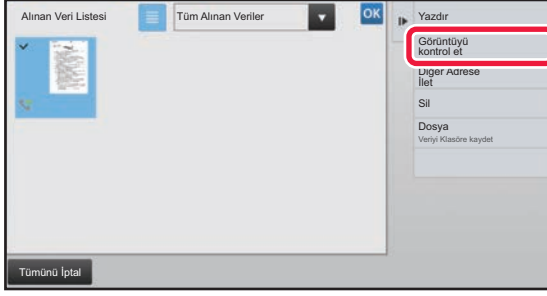 Alınan Veri Listesi
Tüm Alınan Veriler
OK
Yazdır
Görüntüyü
kontrol et
Diğer Adrese
İlet
Sil
Dosya
Veriyi Klasöre kaydet
Tümünü İptal